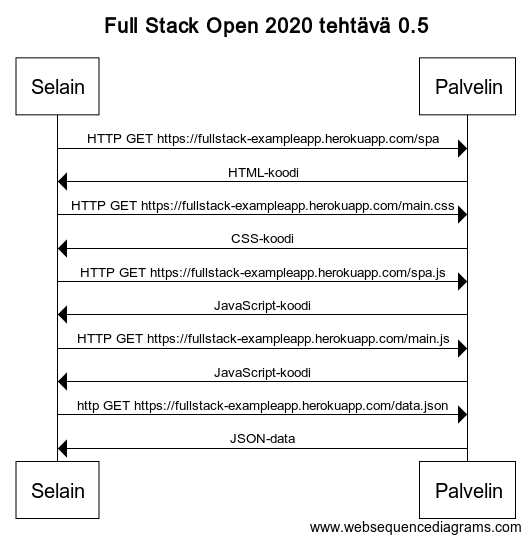 Full Stack Open 2020 tehtävä 0.5
Selain
Palvelin
HTTP GET https://fullstack-exampleapp.herokuapp.com/spa
HTML-koodi
HTTP GET https://fullstack-exampleapp.herokuapp.com/main.css
CSS-koodi
HTTP GET https://fullstack-exampleapp.herokuapp.com/spa.js
JavaScript-koodi
HTTP GET https://fullstack-exampleapp.herokuapp.com/main.js
JavaScript-koodi
http GET https://fullstack-exampleapp.herokuapp.com/data.json
JSON-data
Selain
Palvelin
www.websequencediagrams.com